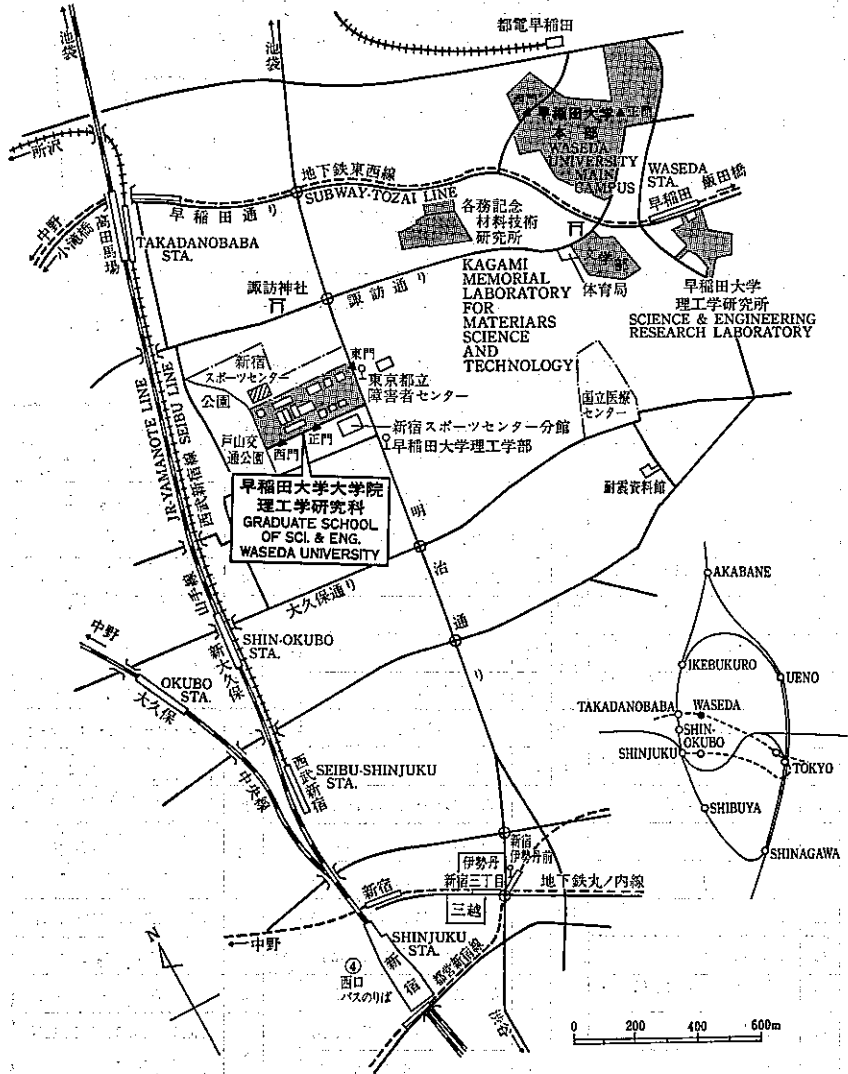 池袋
池袋
都電早稲田
所沢
西門
早稲田大学
正門
本部
WASEDA
UNIVERSITY
MAIN
CAMPUS
WASEDA
STA.
早稲田
飯田橋
地下鉄東西線
SUBWAY-TOZAI LINE
早稲田通り
中野
小滝橋
高田馬場
TAKADANOBABA
STA.
各務記念
材料技術
研究所
KAGAMI
MEMORIAL
LABORATORY
FOR
MATERIARS
SCIENCE
AND
TECHNOLOGY
文学部
体育局
早稲田大学
理工学研究所
SCIENCE & ENGINEERING
RESEARCH LABORATORY
諏訪神社
諏訪通り
新宿
スポーツセンター
公園
東門
東京都立
障害者センター
国立医療
センター
戸山交
通公園
西門
正門
新宿スポーツセンター分館
早稲田大学理工学部
耐震資料館
早稲田大学大学院
理工学研究科
GRADUATE SCHOOL
OF SCI. & ENG.
WASEDA UNIVERSITY
JR.YAMANOTE LINE
西武新宿線 SEIBU LINE
山手線
明治通り
大久保通り
中野
SHIN-OKUBO
STA.
新大久保
OKUBO
STA.
大久保
中央線
西武新宿
SEIBU-SHINJUKU
STA.
AKABANE
IKEBUKURO
UENO
TAKADANOBABA
WASEDA
SHIN-
OKUBO
SHINJUKU
TOKYO
SHIBUYA
SHINAGAWA
伊勢丹
新宿
伊勢丹前
新宿三丁目
地下鉄丸ノ内線
三越
新宿
中野
SHINJUKU
STA.
新宿
都営新宿線
④
西口
バスのりば
渋谷
N
0 200 400 600m